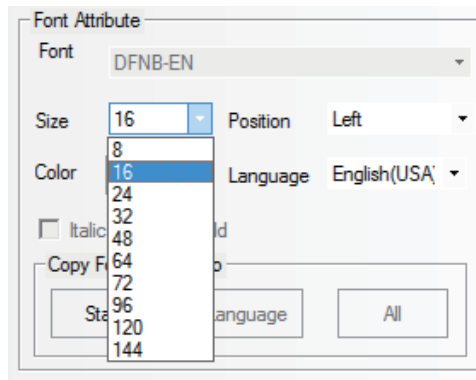 Font Attribute
Font DFNB-EN
Size 16 Position Left
8
Color 16 Language English(USA)
24
32
Italic ld
48
Copy F 64 o
72
Sta 96 anguage All
120
144